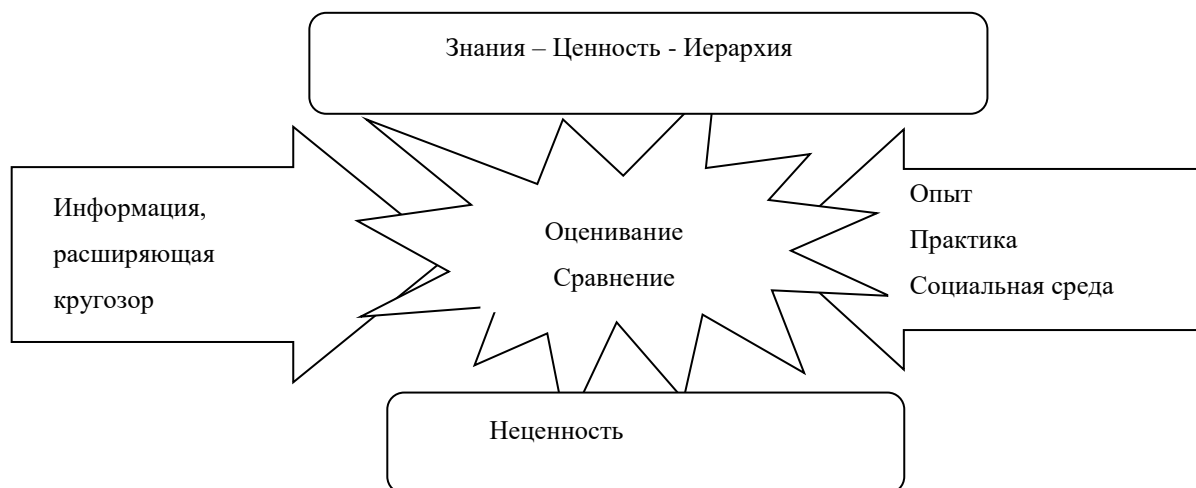 Знания – Ценность - Иерархия
Информация,
расширяющая
кругозор
Оценивание
Сравнение
Опыт
Практика
Социальная среда
Неценность